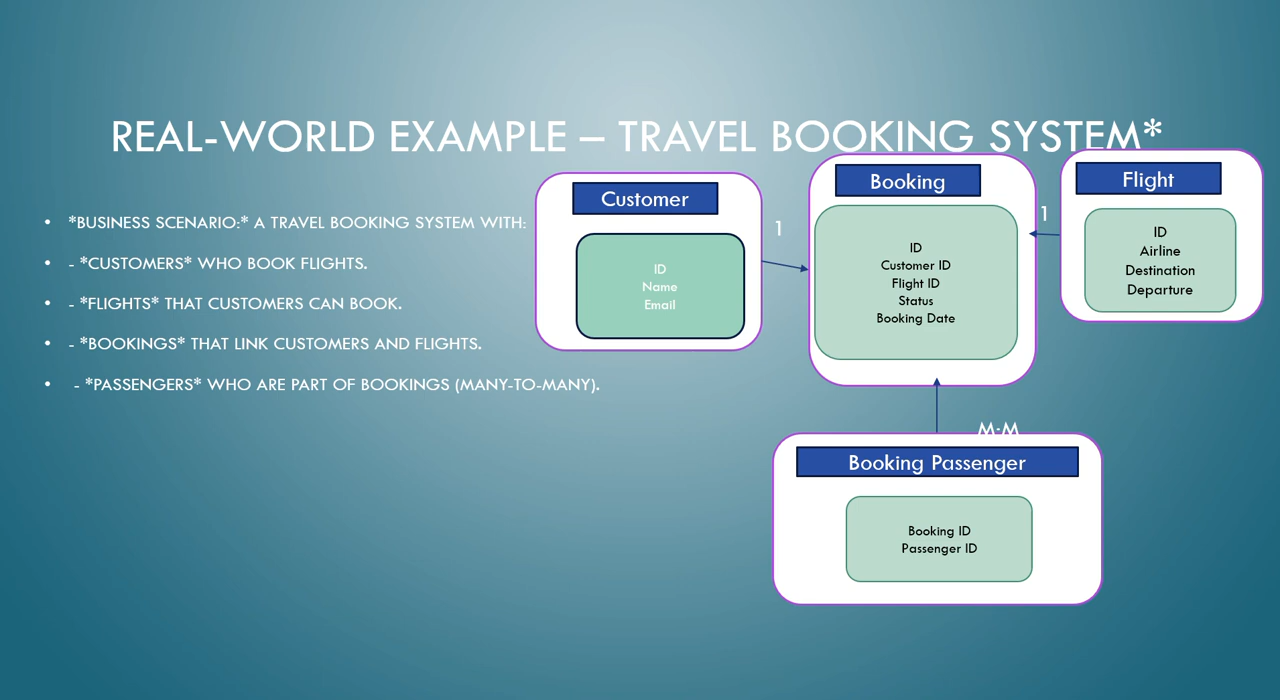 REAL-WORLD EXAMPLE – TRAVEL BOOKING SYSTEM*
• *BUSINESS SCENARIO:* A TRAVEL BOOKING SYSTEM WITH:
• - *CUSTOMERS* WHO BOOK FLIGHTS.
• - *FLIGHTS* THAT CUSTOMERS CAN BOOK.
• - *BOOKINGS* THAT LINK CUSTOMERS AND FLIGHTS.
• - *PASSENGERS* WHO ARE PART OF BOOKINGS (MANY-TO-MANY).
Customer
ID
Name
Email
1
Booking
ID
Customer ID
Flight ID
Status
Booking Date
1
Flight
ID
Airline
Destination
Departure
M-M
Booking Passenger
Booking ID
Passenger ID